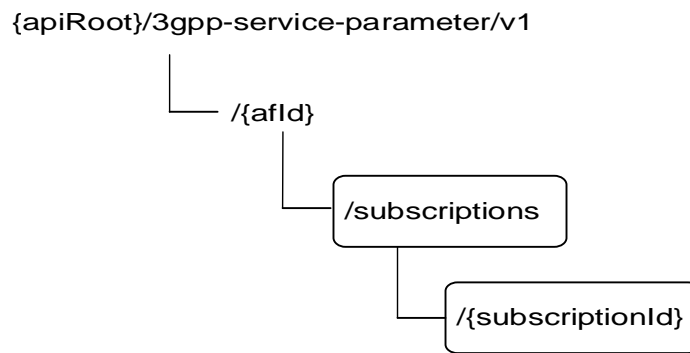 {apiRoot}/3gpp-service-parameter/v1
/{afId}
/subscriptions
/{subscriptionId}